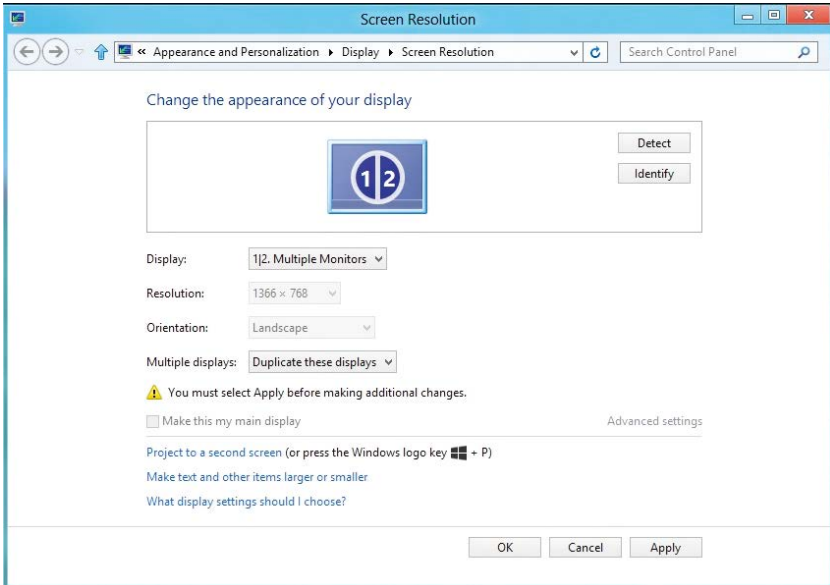 Screen Resolution
« Appearance and Personalization ▸ Display ▸ Screen Resolution
Search Control Panel
Change the appearance of your display
1|2
Detect
Identify
Display: 1|2. Multiple Monitors
Resolution: 1366 × 768
Orientation: Landscape
Multiple displays: Duplicate these displays
You must select Apply before making additional changes.
Make this my main display Advanced settings
Project to a second screen (or press the Windows logo key + P)
Make text and other items larger or smaller
What display settings should I choose?
OK Cancel Apply